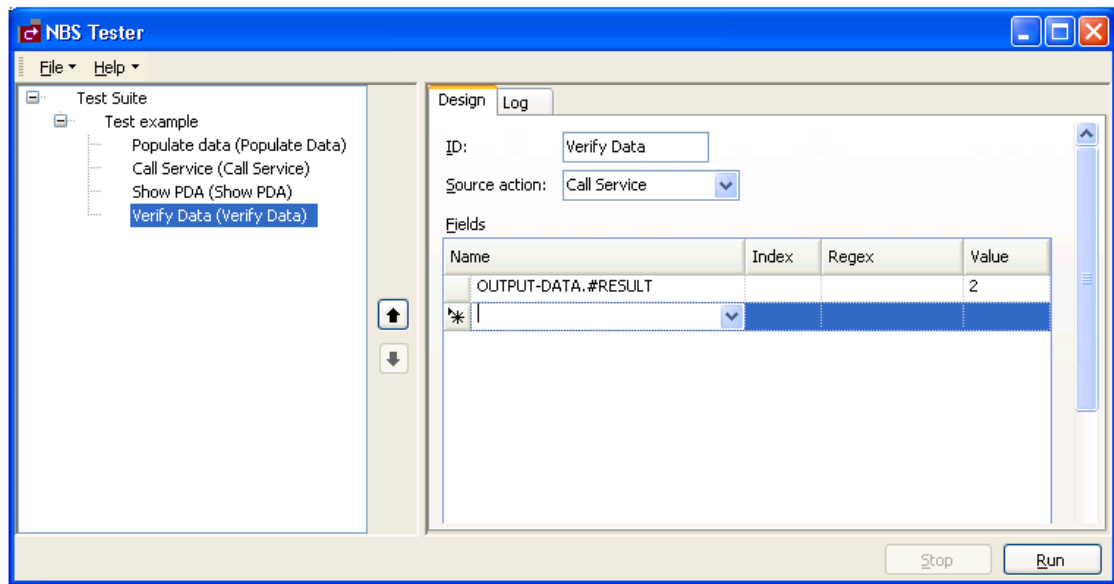 NBS Tester
File Help
Test Suite
Test example
Populate data (Populate Data)
Call Service (Call Service)
Show PDA (Show PDA)
Verify Data (Verify Data)
Design Log
ID: Verify Data
Source action: Call Service
Fields
Name Index Regex Value
OUTPUT-DATA.#RESULT 2
Stop Run